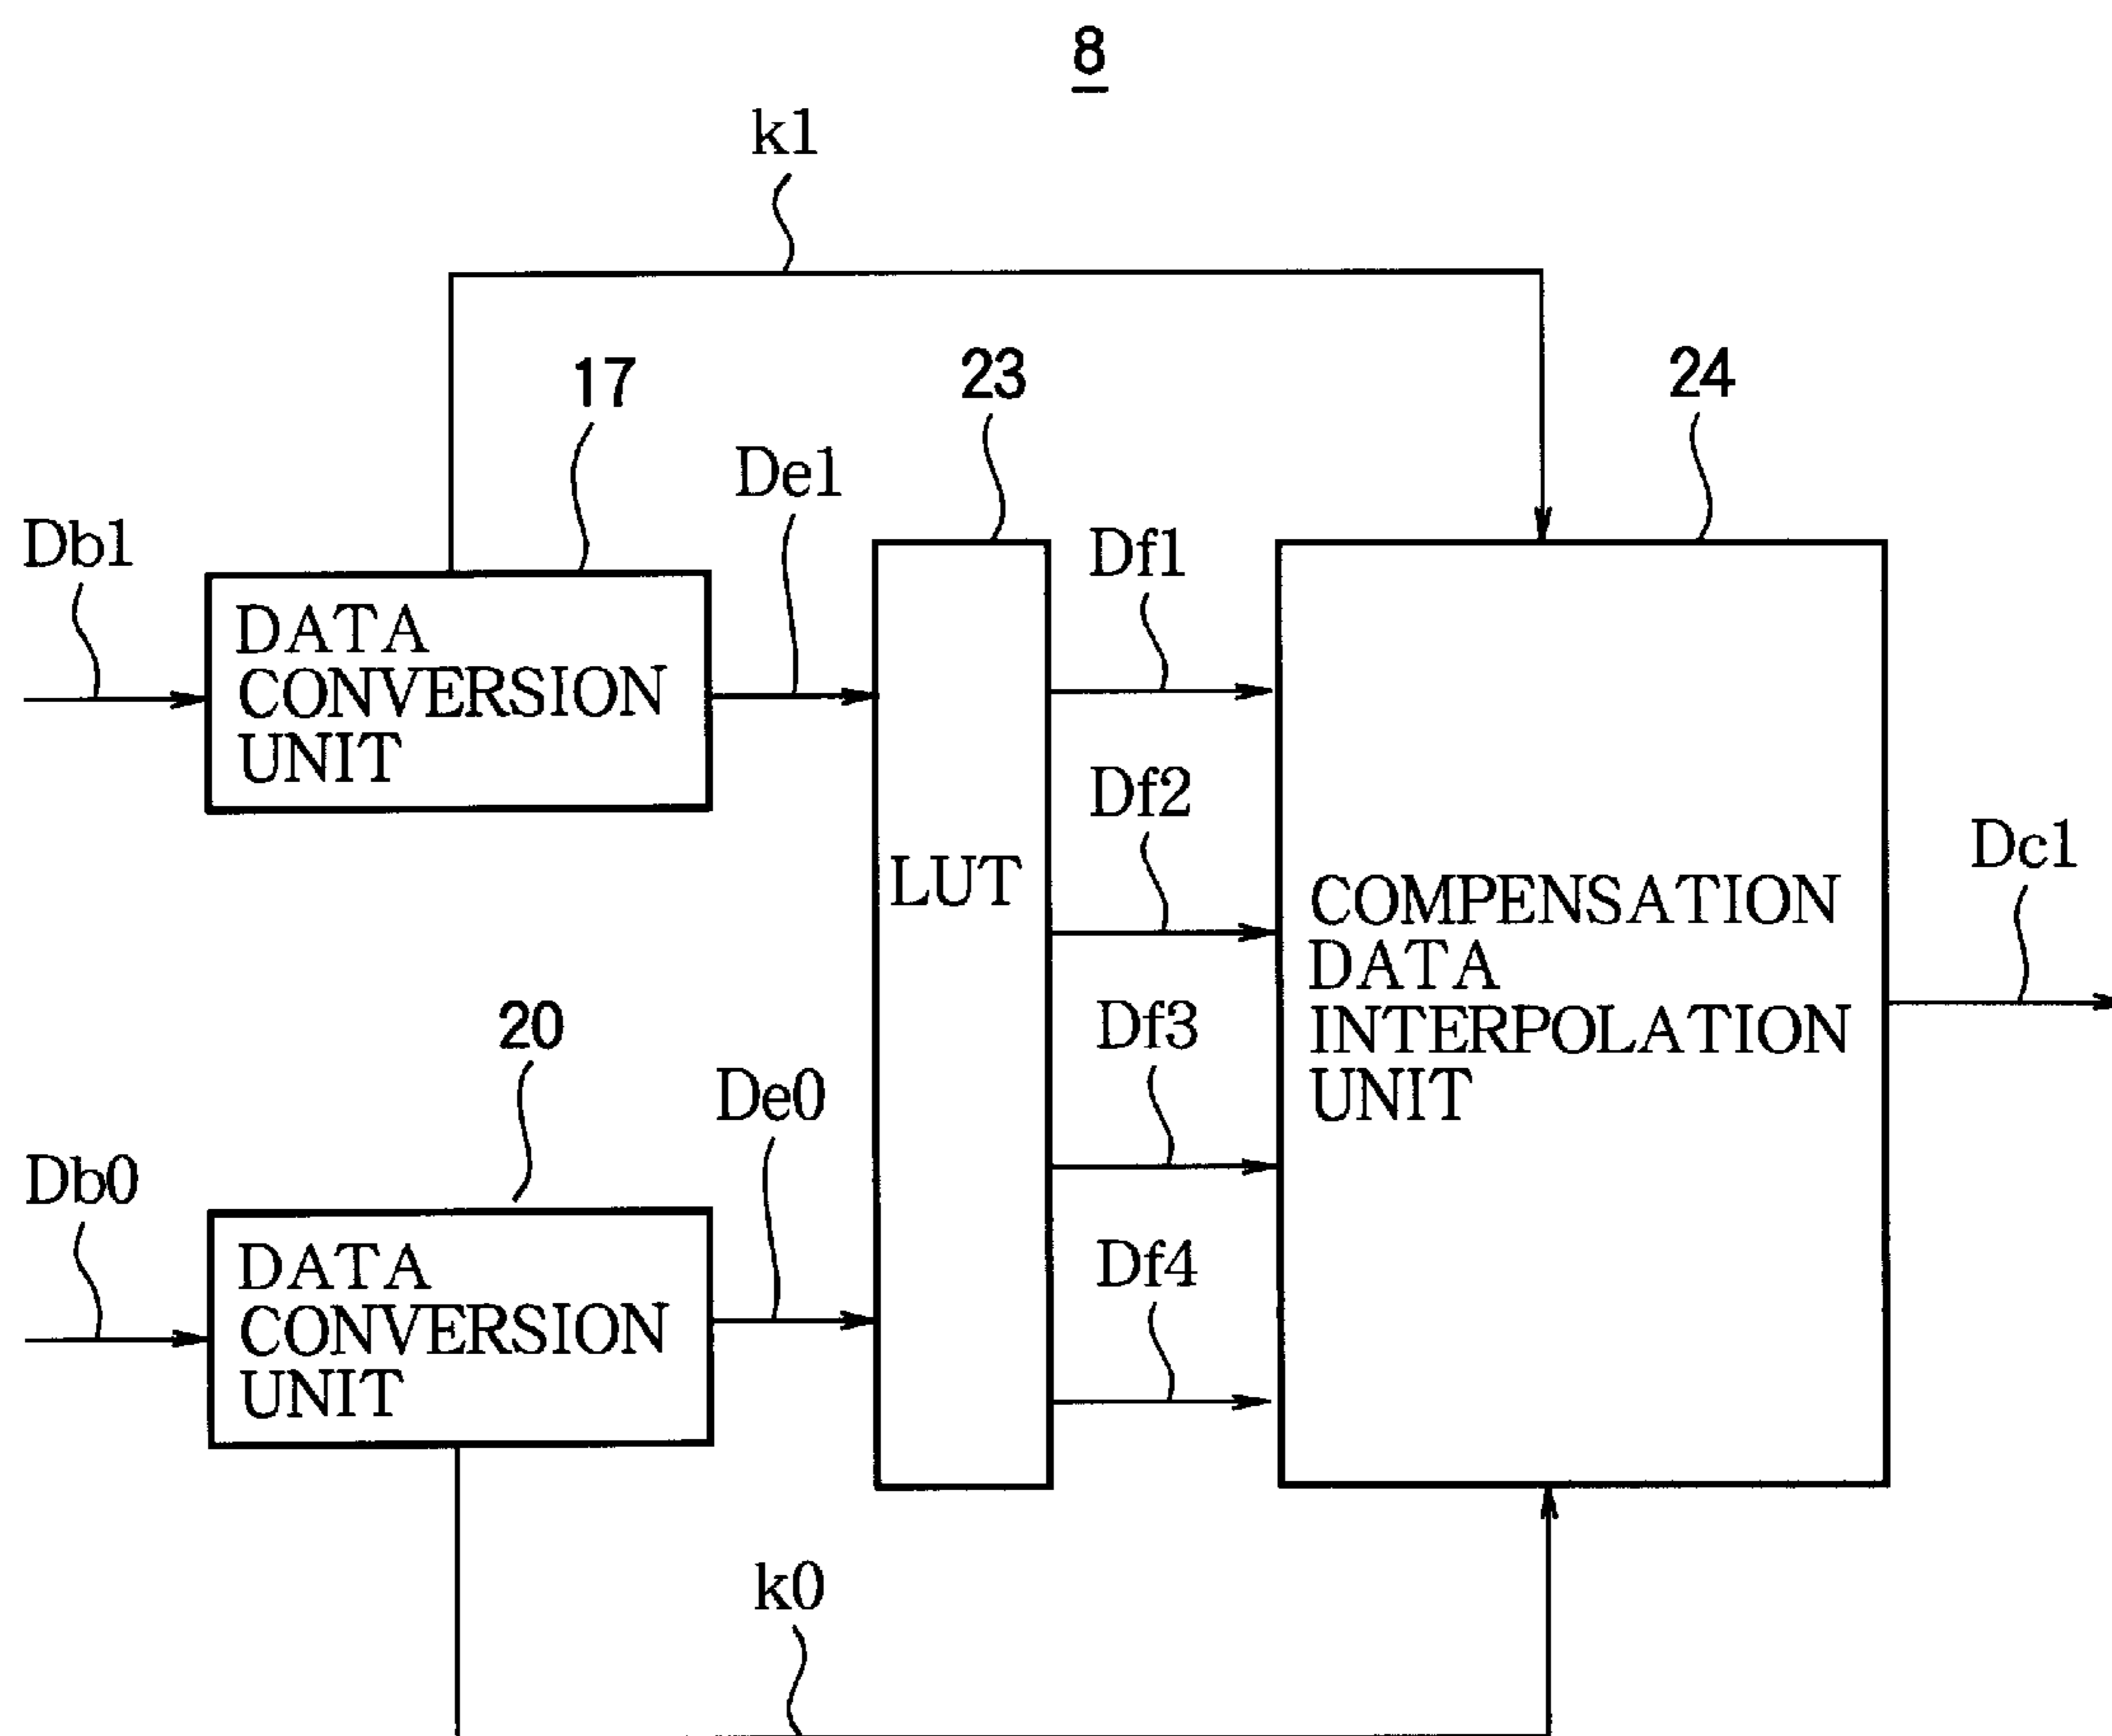 8
k1
17
23
24
De1
Db1
Df1
DATA
CONVERSION
UNIT
Df2
LUT
Dc1
COMPENSATION
DATA
INTERPOLATION
UNIT
20
Df3
De0
Db0
Df4
DATA
CONVERSION
UNIT
k0